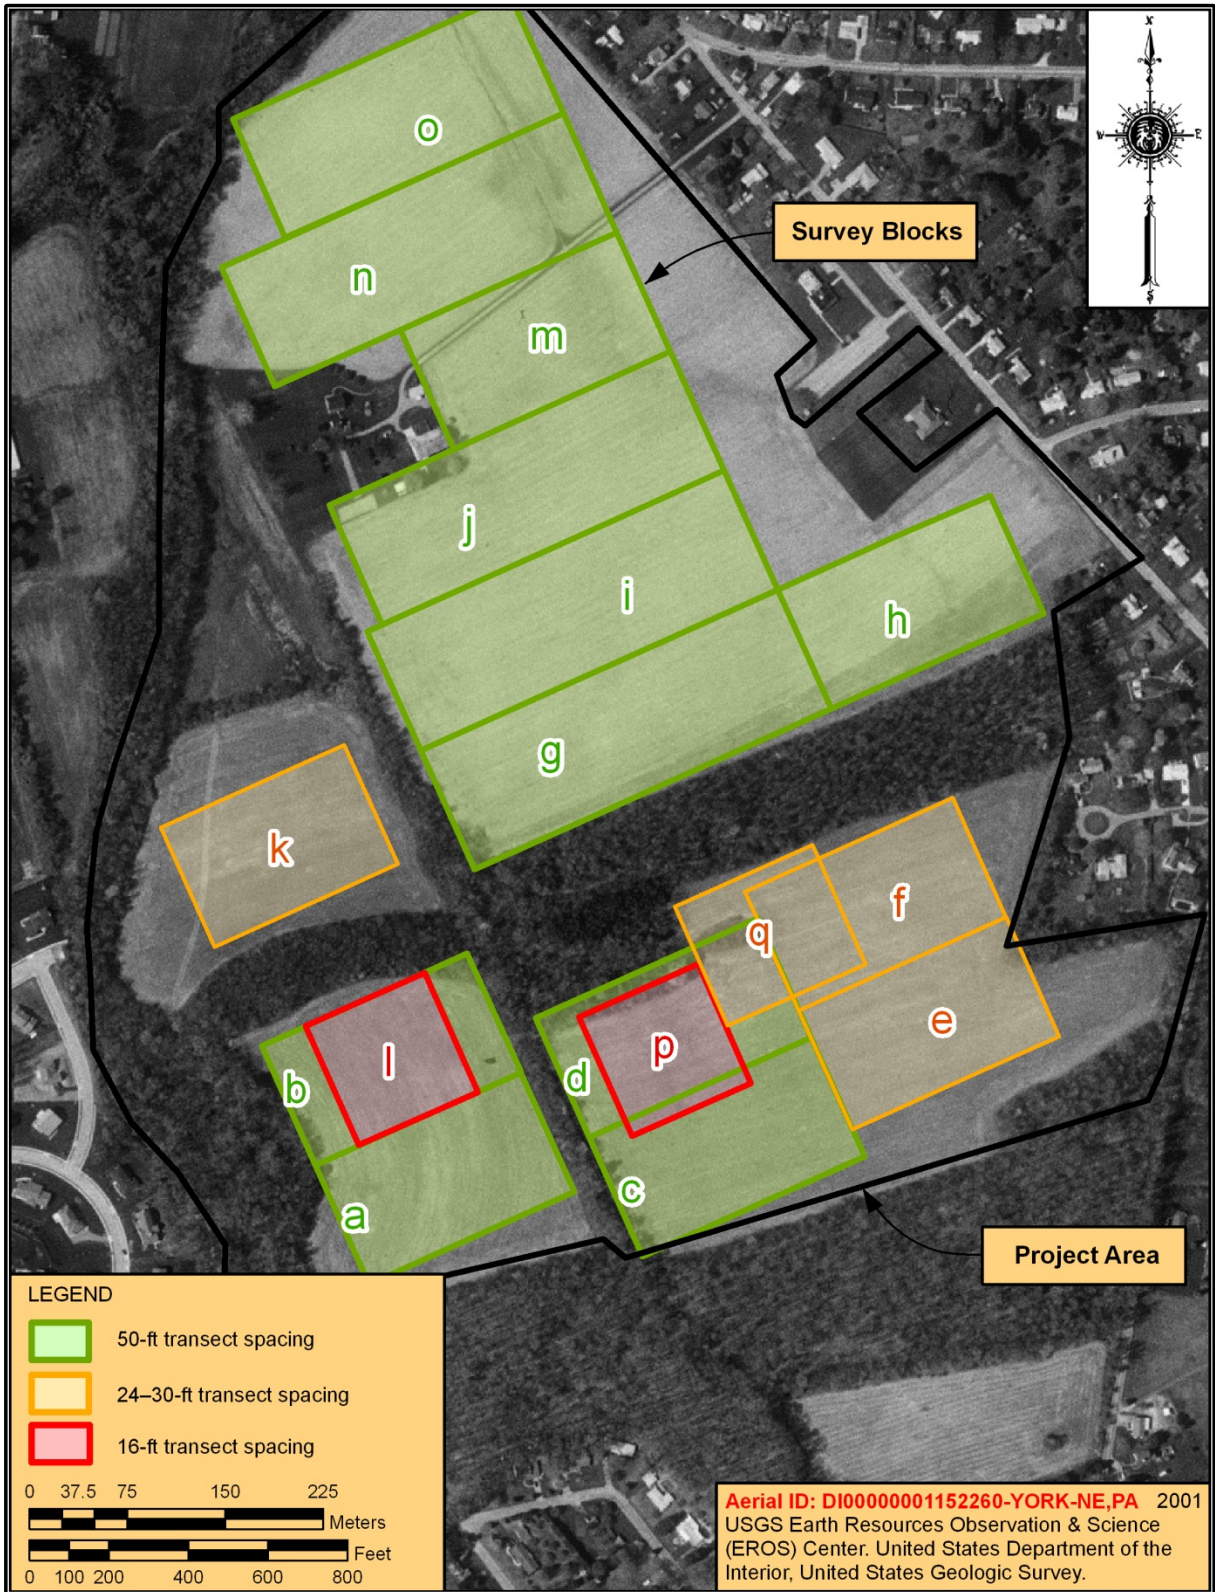 N
W E
S
o
Survey Blocks
n
m
j
i
h
g
k
f
q
e
l
p
b
d
c
a
Project Area
LEGEND
50-ft transect spacing
24–30-ft transect spacing
16-ft transect spacing
0 37.5 75 150 225
Meters
Feet
0 100 200 400 600 800
Aerial ID: DI00000001152260-YORK-NE,PA 2001
USGS Earth Resources Observation & Science
(EROS) Center. United States Department of the
Interior, United States Geologic Survey.